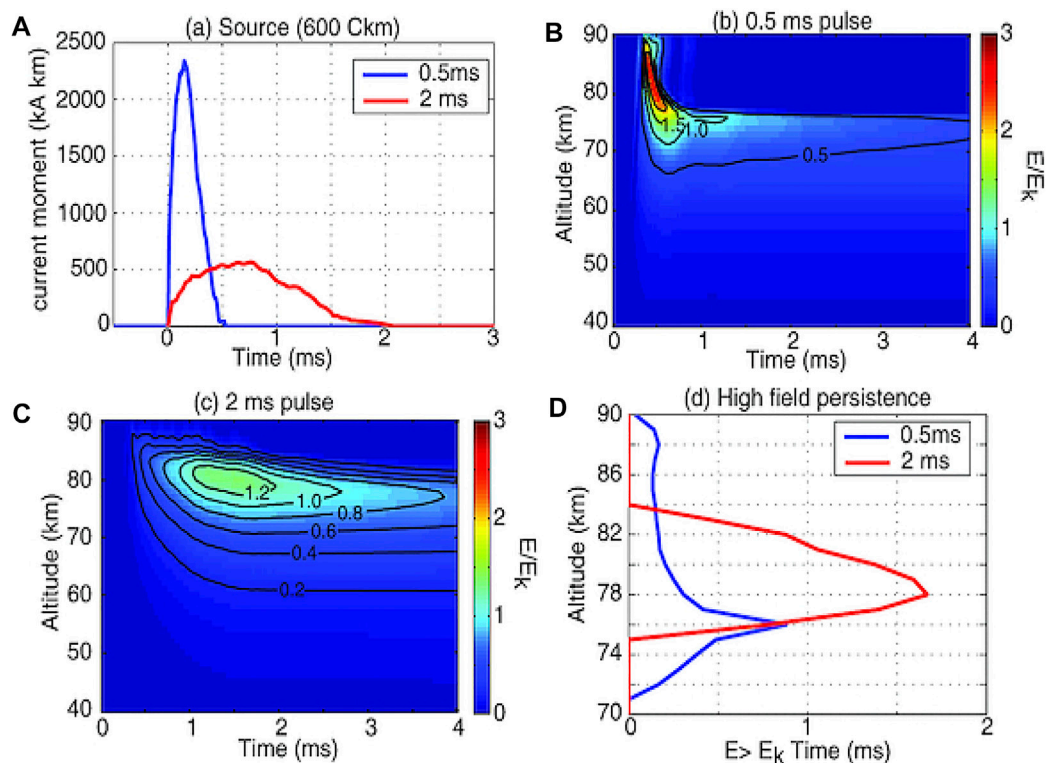 A
(a) Source (600 Ckm)
2500
2000
1500
1000
500
0
current moment (kA km)
0.5ms
2 ms
0
1
2
3
Time (ms)
B
(b) 0.5 ms pulse
90
80
70
60
50
40
Altitude (km)
1.5
1.0
0.5
0
1
2
3
4
Time (ms)
3
2
1
0
E/Ek
C
(c) 2 ms pulse
90
80
70
60
50
40
Altitude (km)
1.2
1.0
0.8
0.6
0.4
0.2
0
1
2
3
4
Time (ms)
3
2
1
0
E/Ek
D
(d) High field persistence
90
86
82
78
74
70
Altitude (km)
0.5ms
2 ms
0
1
2
E> Ek Time (ms)